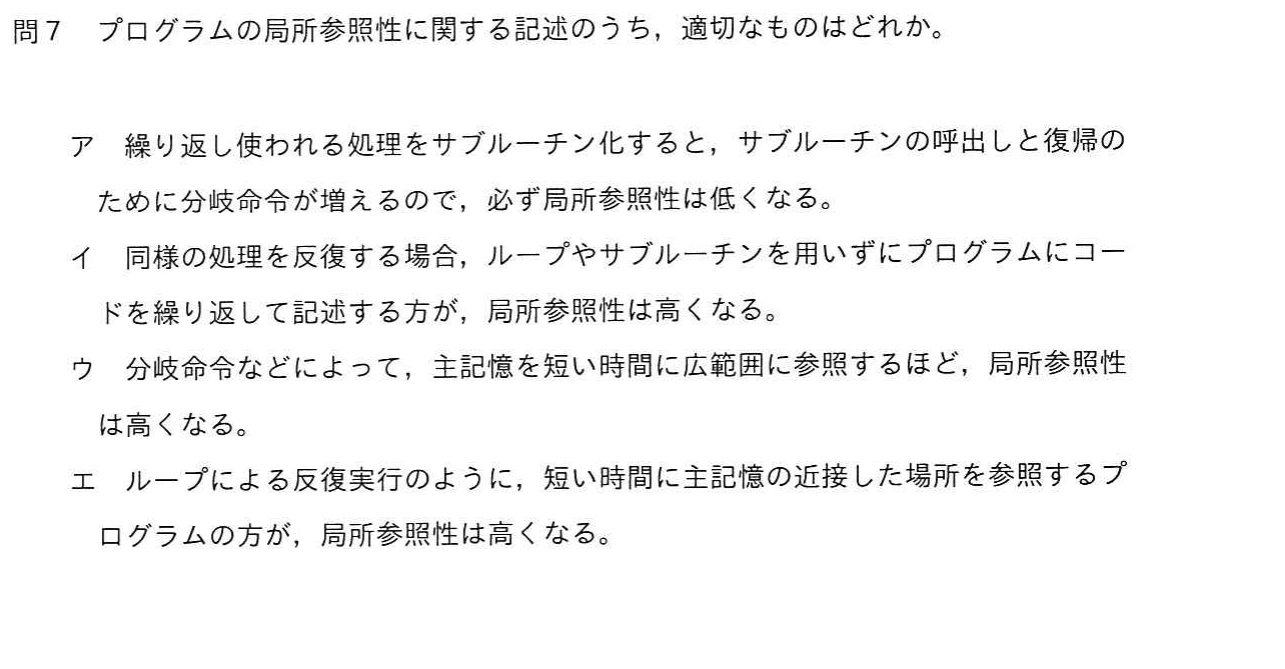 問７　プログラムの局所参照性に関する記述のうち，適切なものはどれか。
ア　繰り返し使われる処理をサブルーチン化すると，サブルーチンの呼出しと復帰の
ために分岐命令が増えるので，必ず局所参照性は低くなる。
イ　同様の処理を反復する場合，ループやサブルーチンを用いずにプログラムにコー
ドを繰り返して記述する方が，局所参照性は高くなる。
ウ　分岐命令などによって，主記憶を短い時間に広範囲に参照するほど，局所参照性
は高くなる。
エ　ループによる反復実行のように，短い時間に主記憶の近接した場所を参照するプ
ログラムの方が，局所参照性は高くなる。